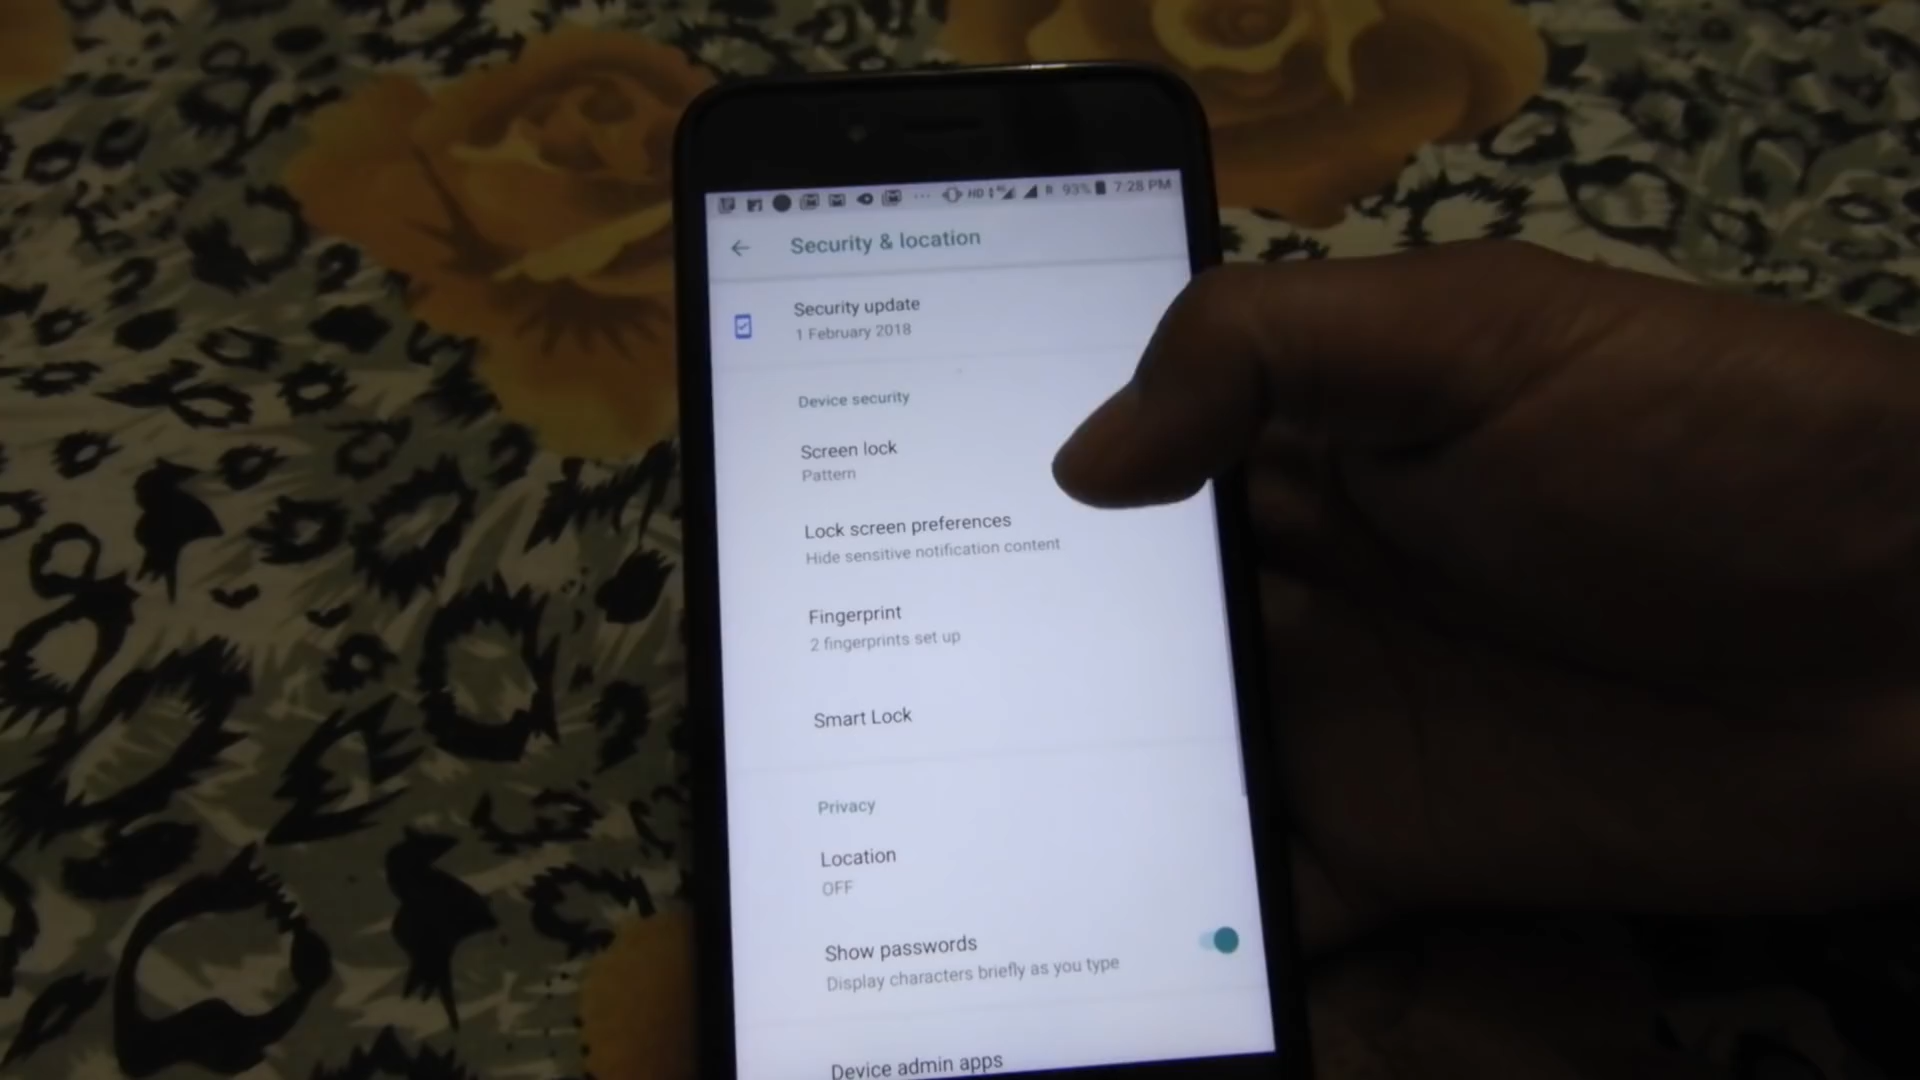 HD R 93% 7:28 PM
Security & location
Security update
1 February 2018
Device security
Screen lock
Pattern
Lock screen preferences
Hide sensitive notification content
Fingerprint
2 fingerprints set up
Smart Lock
Privacy
Location
OFF
Show passwords
Display characters briefly as you type
Device admin apps